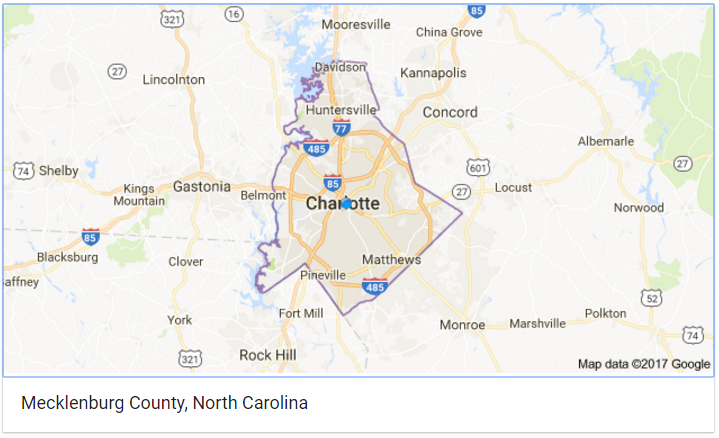 85
16
321
Mooresville
China Grove
Davidson
27
Lincolnton
Kannapolis
Huntersville
Concord
77
485
Albemarle
601
27
74
Shelby
85
Kings
Mountain
Gastonia
Belmont
27
Locust
Charlotte
Norwood
85
Blacksburg
Clover
Matthews
affney
Pineville
485
52
Fort Mill
York
Monroe
Marshville
Polkton
74
321
Rock Hill
Map data ©2017 Google
Mecklenburg County, North Carolina